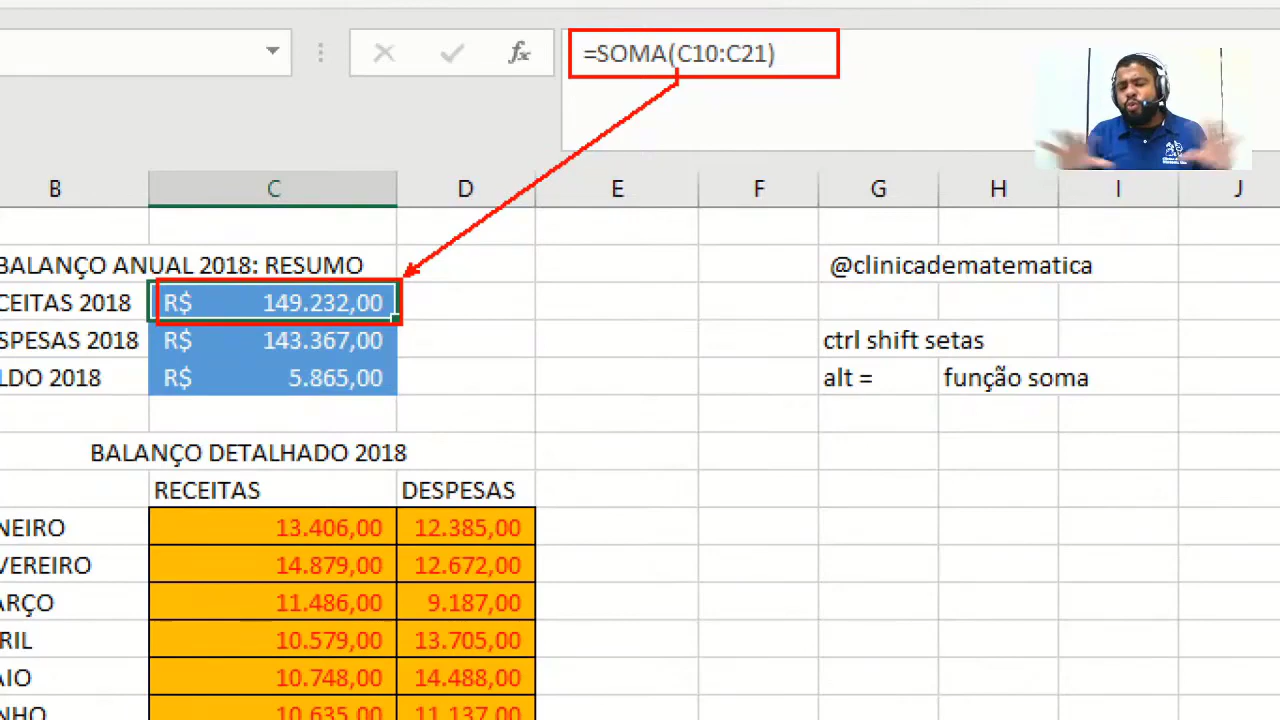 =SOMA(C10:C21)
B C D E F G H I J
BALANÇO ANUAL 2018: RESUMO @clinicadematematica
CEITAS 2018 R$ 149.232,00
SPESAS 2018 R$ 143.367,00 ctrl shift setas
LDO 2018 R$ 5.865,00 alt = função soma
BALANÇO DETALHADO 2018
RECEITAS DESPESAS
NEIRO 13.406,00 12.385,00
VEREIRO 14.879,00 12.672,00
ARÇO 11.486,00 9.187,00
RIL 10.579,00 13.705,00
AIO 10.748,00 14.488,00
NHO 10.635,00 11.137,00